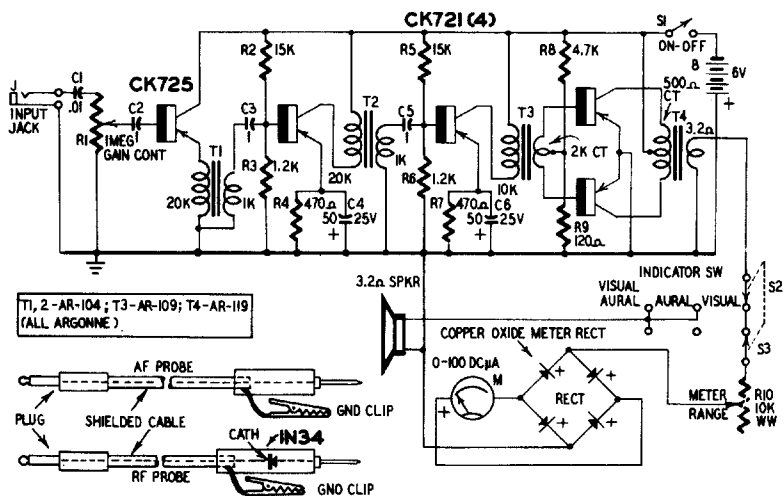 CK721(4)
CK725
J
INPUT
JACK
C1
.01
R1
1MEG
GAIN CONT
C2
1
T1
20K
1K
R2
15K
C3
1
R3
1.2K
R4
470Ω
50
C4
25V
+
20K
T2
1K
R5
15K
C5
1
R6
1.2K
R7
470Ω
50
C6
25V
+
10K
T3
2K CT
R8
4.7K
R9
120Ω
S1
ON-OFF
B
6V
+
500Ω
CT
T4
3.2Ω
T1, 2-AR-104; T3-AR-109; T4-AR-119
(ALL ARGONNE)
3.2Ω SPKR
INDICATOR SW
VISUAL
AURAL
AURAL
VISUAL
S2
S3
COPPER OXIDE METER RECT
0-100 DCμA
M
+
RECT
+
+
+
+
METER
RANGE
R10
10K
WW
AF PROBE
PLUG
SHIELDED CABLE
GND CLIP
CATH
IN34
RF PROBE
GND CLIP